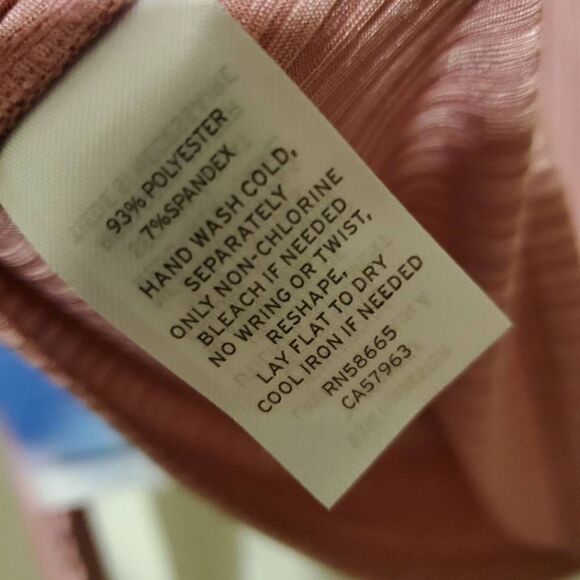 93% POLYESTER
7%SPANDEX
HAND WASH COLD,
SEPARATELY
ONLY NON-CHLORINE
BLEACH IF NEEDED
NO WRING OR TWIST,
RESHAPE,
LAY FLAT TO DRY
COOL IRON IF NEEDED
RN58665
CA57963